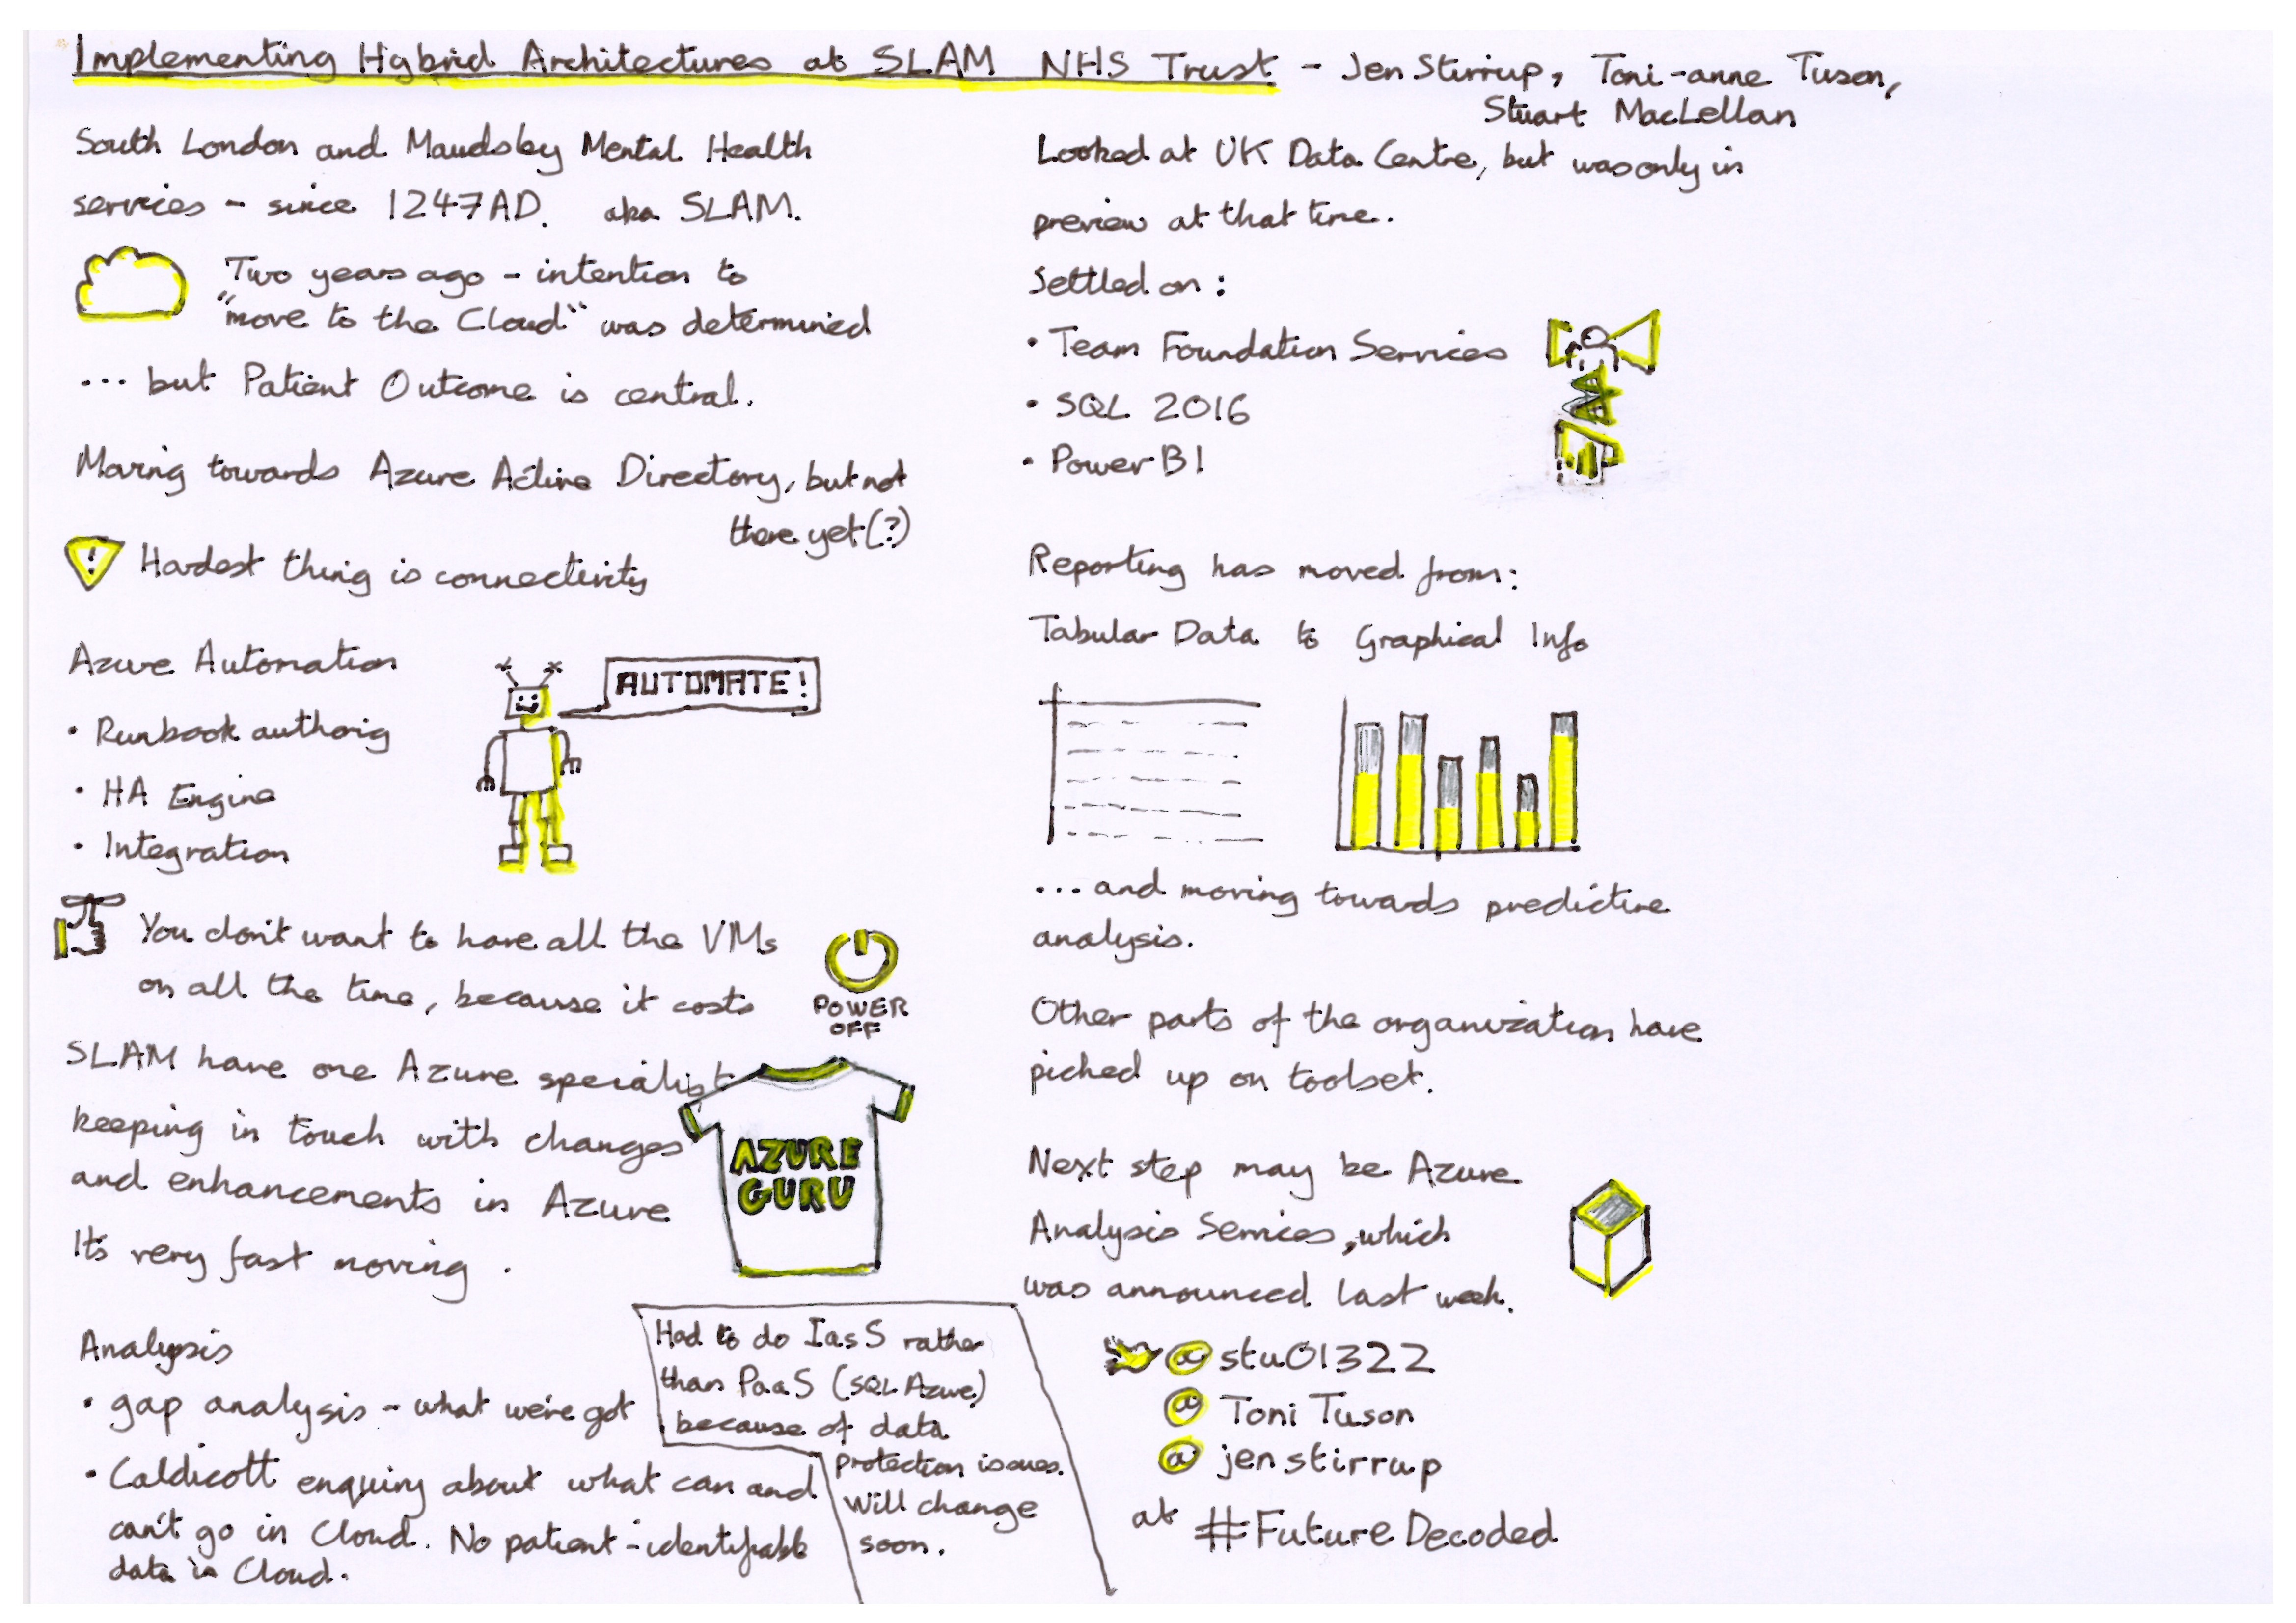 Implementing Hybrid Architectures at SLAM NHS Trust - Jen Stirrup, Toni-anne Tuson,
Stuart MacLellan
South London and Maudsley Mental Health
services - since 1247AD. aka SLAM.
Two years ago - intention to
"move to the Cloud" was determined
... but Patient Outcome is central.
Moving towards Azure Active Directory, but not
there yet (?)
! Hardest thing is connectivity
Azure Automation
AUTOMATE!
• Runbook authorig
• HA Engine
• Integration
You don't want to have all the VMs
on all the time, because it costs
POWER
OFF
SLAM have one Azure specialist
keeping in touch with changes
and enhancements in Azure
It's very fast moving.
AZURE
GURU
Analysis
• gap analysis - what we've got
• Caldicott enquiry about what can and
can't go in Cloud. No patient-identifiable
data in Cloud.
Had to do IaaS rather
than PaaS (SQL Azure)
because of data
protection issues.
Will change
soon.
Looked at UK Data Centre, but was only in
preview at that time.
Settled on:
• Team Foundation Services
• SQL 2016
• Power BI
Reporting has moved from:
Tabular Data to Graphical Info
... and moving towards predictive
analysis.
Other parts of the organization have
picked up on toolset.
Next step may be Azure
Analysis Services, which
was announced last week.
@stu01322
@ToniTuson
@jenstirrup
at #FutureDecoded